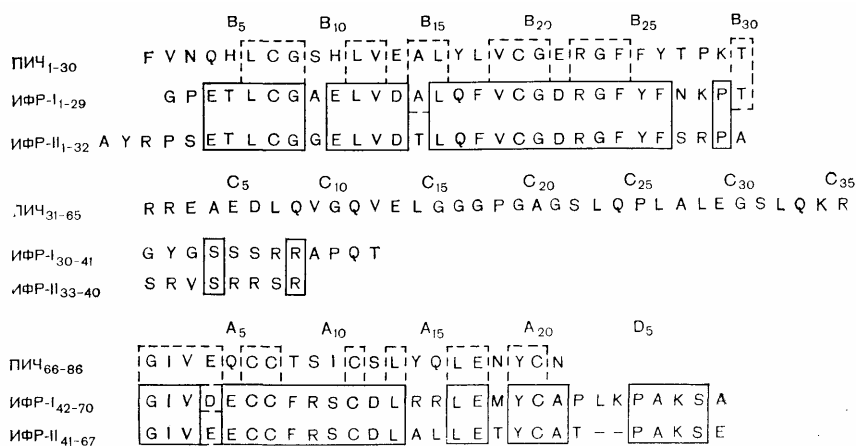 B5 B10 B15 B20 B25 B30
ПИЧ1–30 F V N Q H L C G S H L V E A L Y L V C G E R G F F Y T P K T
ИФР-I1–29 G P E T L C G A E L V D A L Q F V C G D R G F Y F N K P T
ИФР-II1–32 A Y R P S E T L C G G E L V D T L Q F V C G D R G F Y F S R P A
C5 C10 C15 C20 C25 C30 C35
ПИЧ31–65 R R E A E D L Q V G Q V E L G G G P G A G S L Q P L A L E G S L Q K R
ИФР-I30–41 G Y G S S S R R A P Q T
ИФР-II33–40 S R V S R R S R
A5 A10 A15 A20 D5
ПИЧ66–86 G I V E Q C C T S I C S L Y Q L E N Y C N
ИФР-I42–70 G I V D E C C F R S C D L R R L E M Y C A P L K P A K S A
ИФР-II41–67 G I V E E C C F R S C D L A L L E T Y C A T – – P A K S E